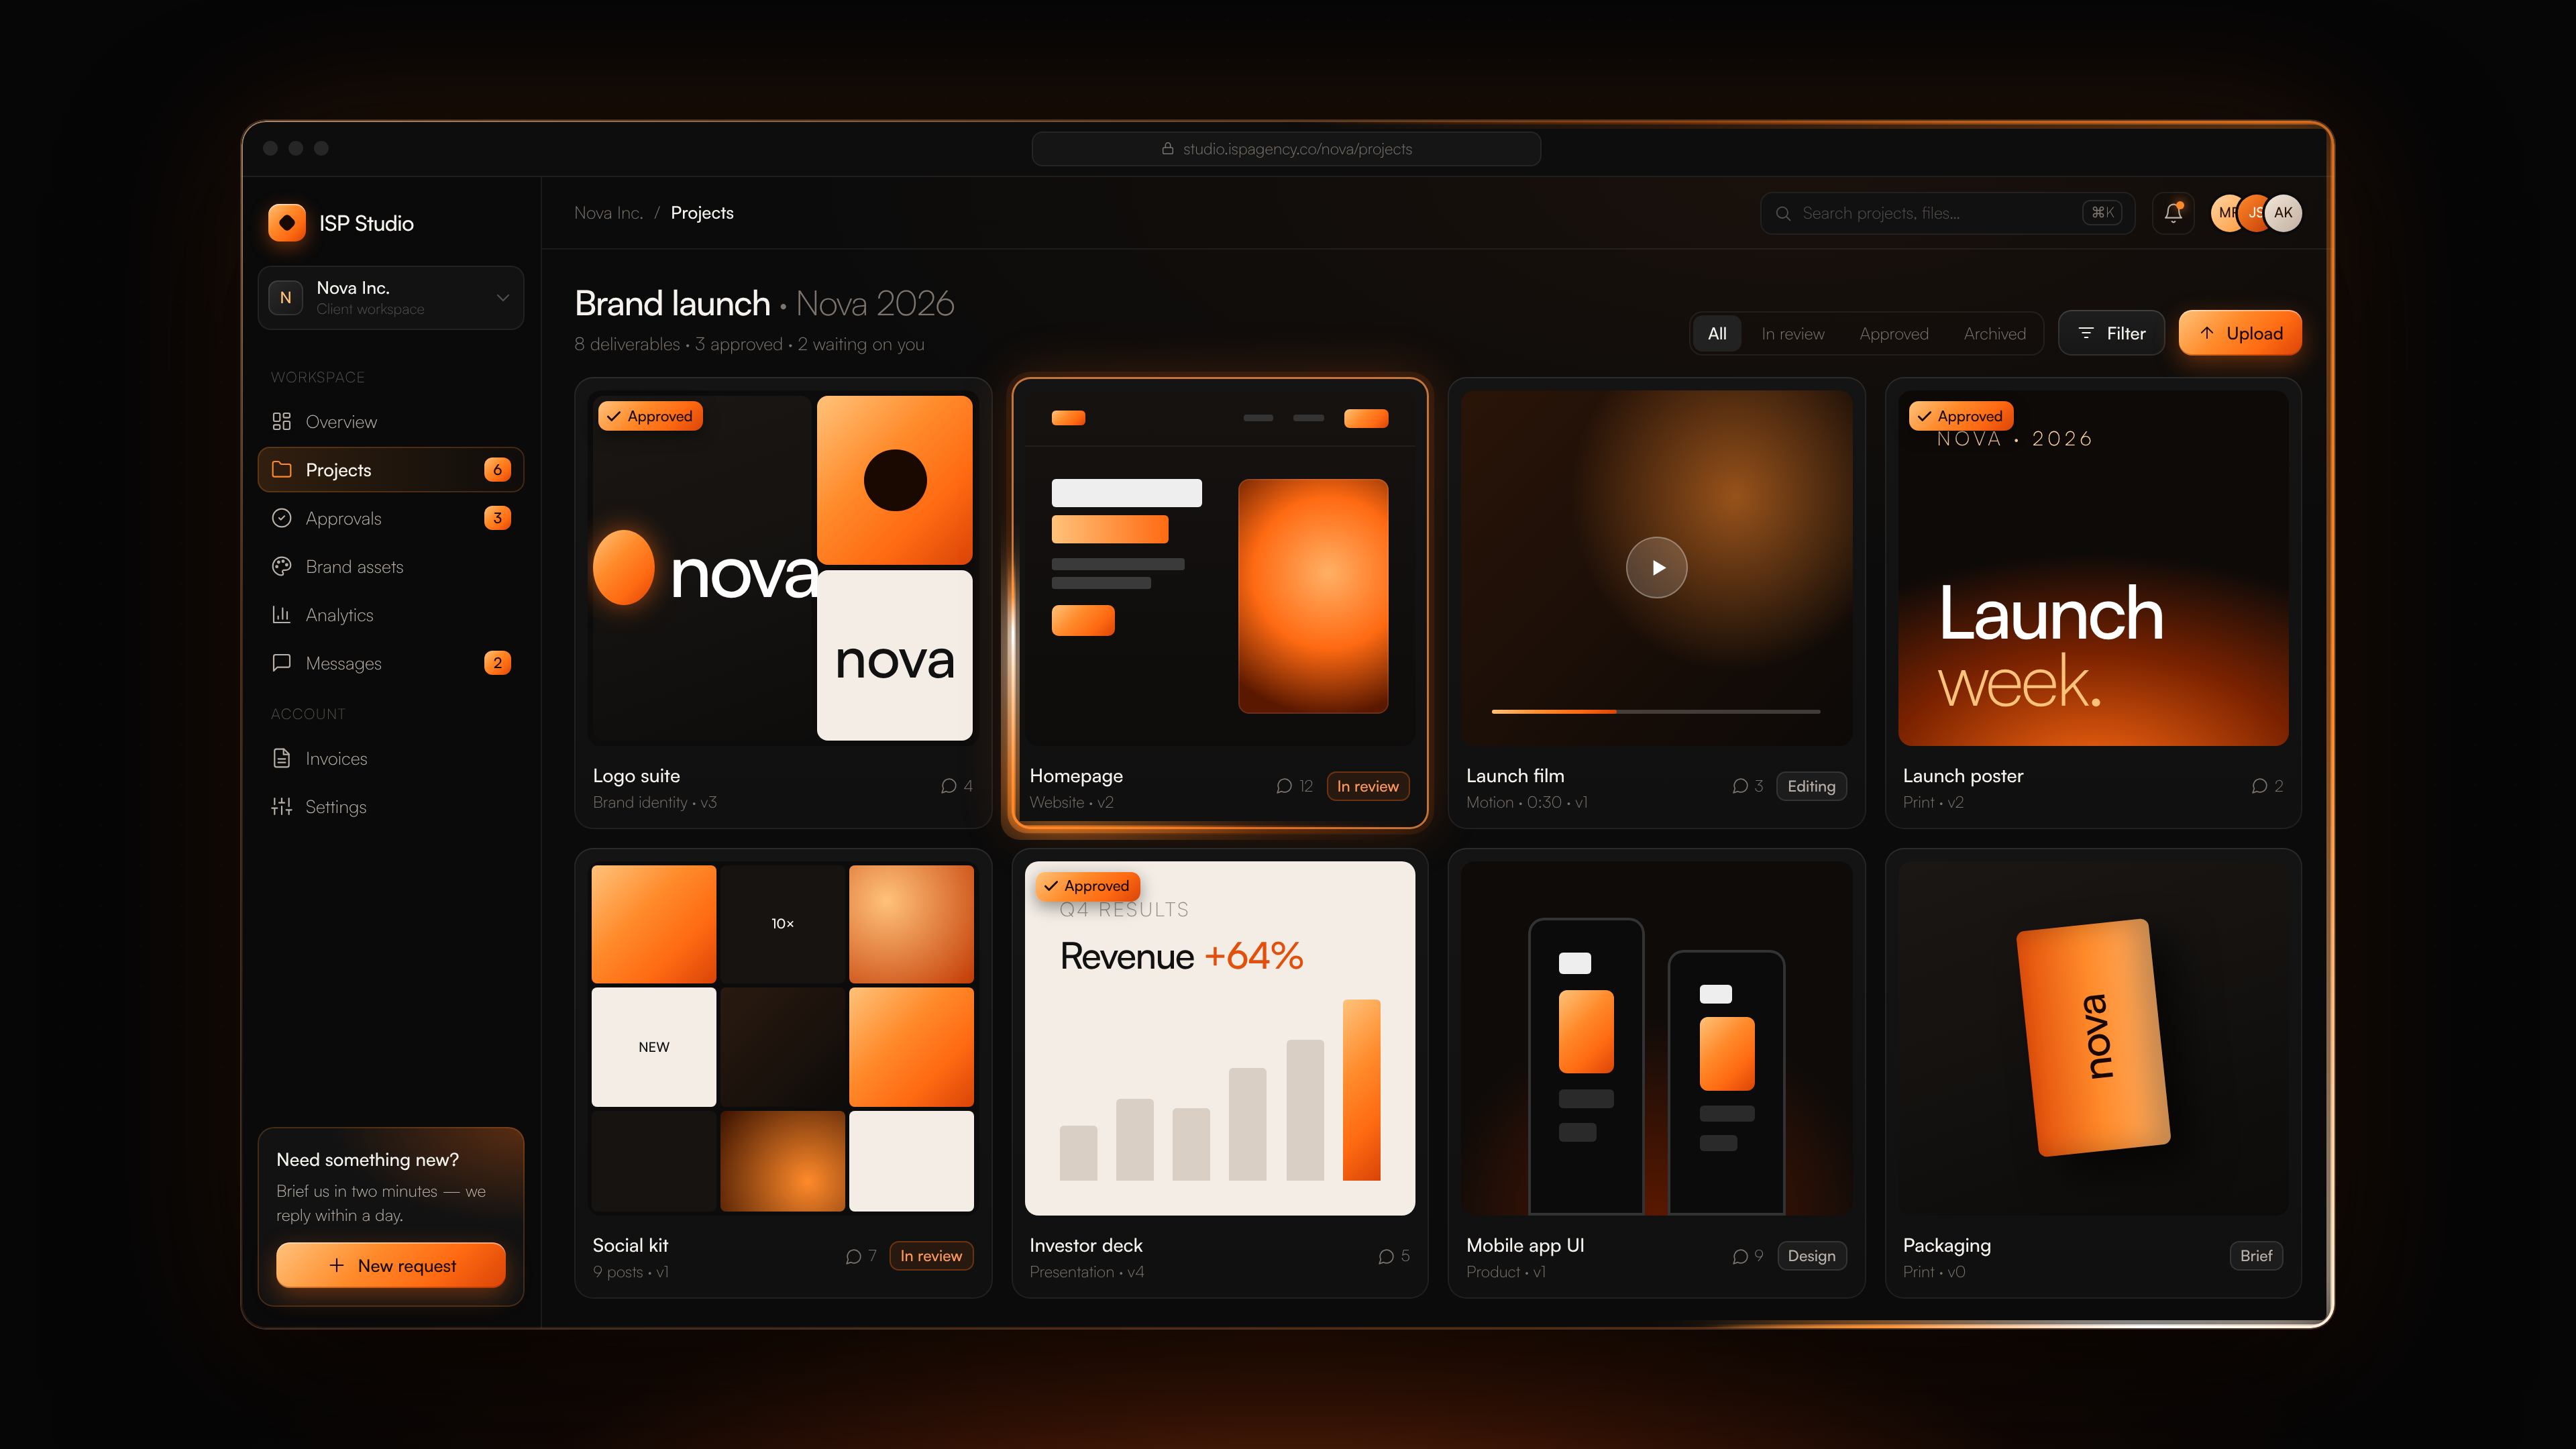 studio.ispagency.co/nova/projects
ISP Studio
N
Nova Inc.
Client workspace
WORKSPACE
Overview
Projects 6
Approvals 3
Brand assets
Analytics
Messages 2
ACCOUNT
Invoices
Settings
Need something new?
Brief us in two minutes — we
reply within a day.
+ New request
Nova Inc. / Projects
Search projects, files... ⌘K
JS AK
Brand launch · Nova 2026
8 deliverables · 3 approved · 2 waiting on you
All In review Approved Archived Filter Upload
Approved
nova
nova
Logo suite
Brand identity · v3
4
Homepage
Website · v2
12 In review
Launch film
Motion · 0:30 · v1
3 Editing
Approved
NOVA · 2026
Launch
week.
Launch poster
Print · v2
2
10×
NEW
Social kit
9 posts · v1
7 In review
Approved
Q4 RESULTS
Revenue +64%
Investor deck
Presentation · v4
5
Mobile app UI
Product · v1
9 Design
nova
Packaging
Print · v0
Brief